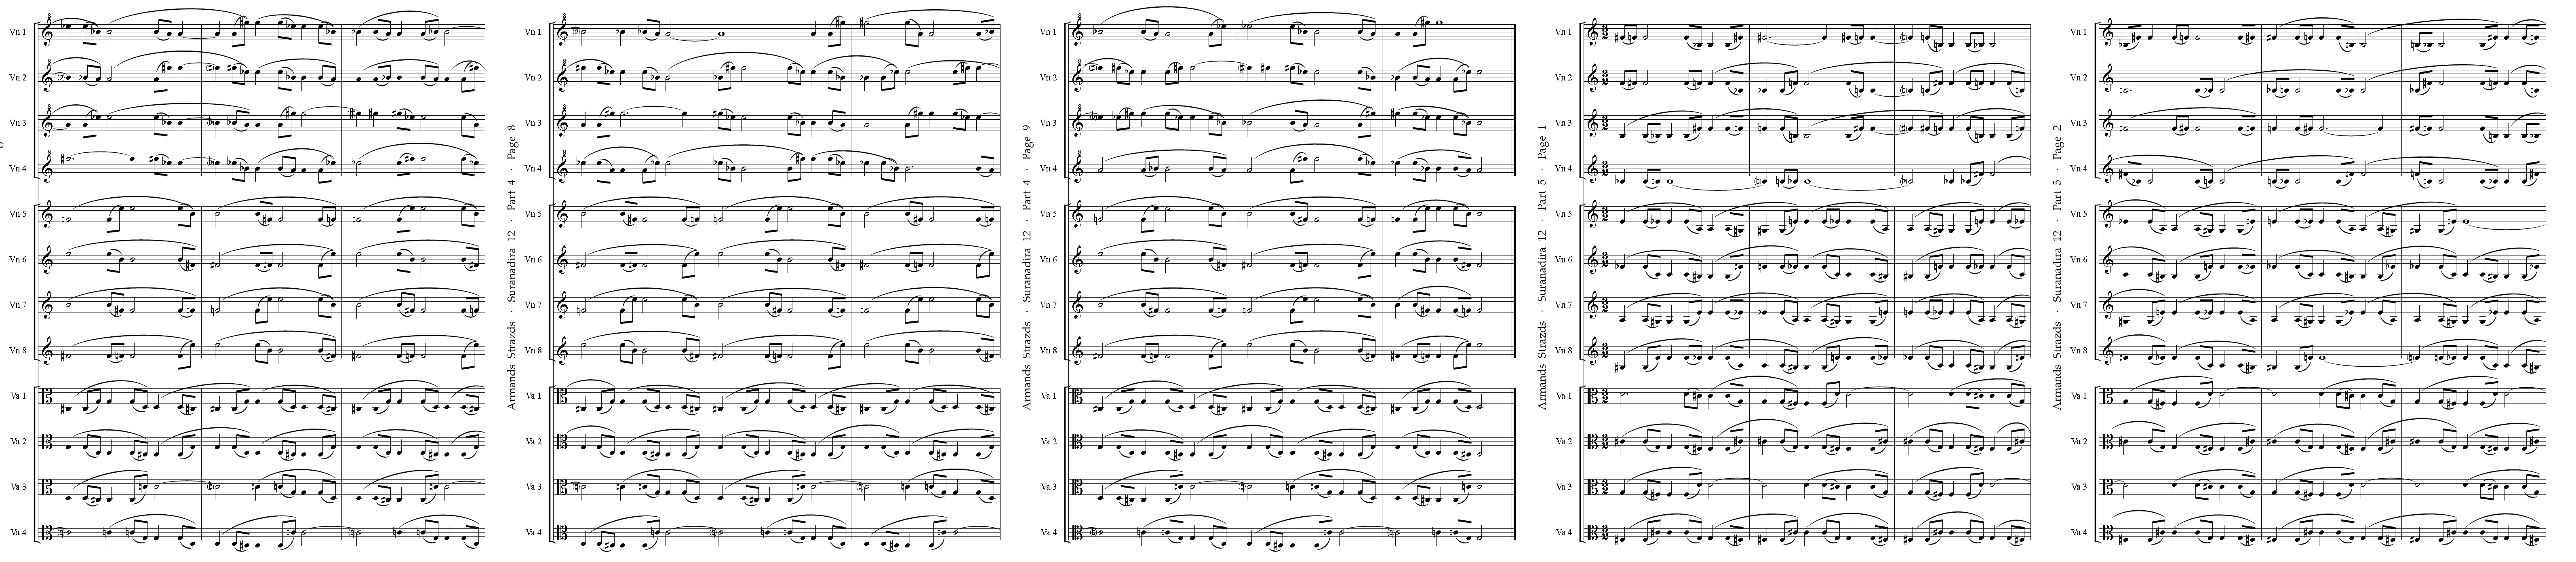 Vn 1
Vn 2
Vn 3
Vn 4
Vn 5
Vn 6
Vn 7
Vn 8
Va 1
Va 2
Va 3
Va 4
Armands Strazds · Suranadira 12 · Part 4 · Page 8
Vn 1
Vn 2
Vn 3
Vn 4
Vn 5
Vn 6
Vn 7
Vn 8
Va 1
Va 2
Va 3
Va 4
Armands Strazds · Suranadira 12 · Part 4 · Page 9
Vn 1
Vn 2
Vn 3
Vn 4
Vn 5
Vn 6
Vn 7
Vn 8
Va 1
Va 2
Va 3
Va 4
Armands Strazds · Suranadira 12 · Part 5 · Page 1
Vn 1
Vn 2
Vn 3
Vn 4
Vn 5
Vn 6
Vn 7
Vn 8
Va 1
Va 2
Va 3
Va 4
Armands Strazds · Suranadira 12 · Part 5 · Page 2
Vn 1
Vn 2
Vn 3
Vn 4
Vn 5
Vn 6
Vn 7
Vn 8
Va 1
Va 2
Va 3
Va 4